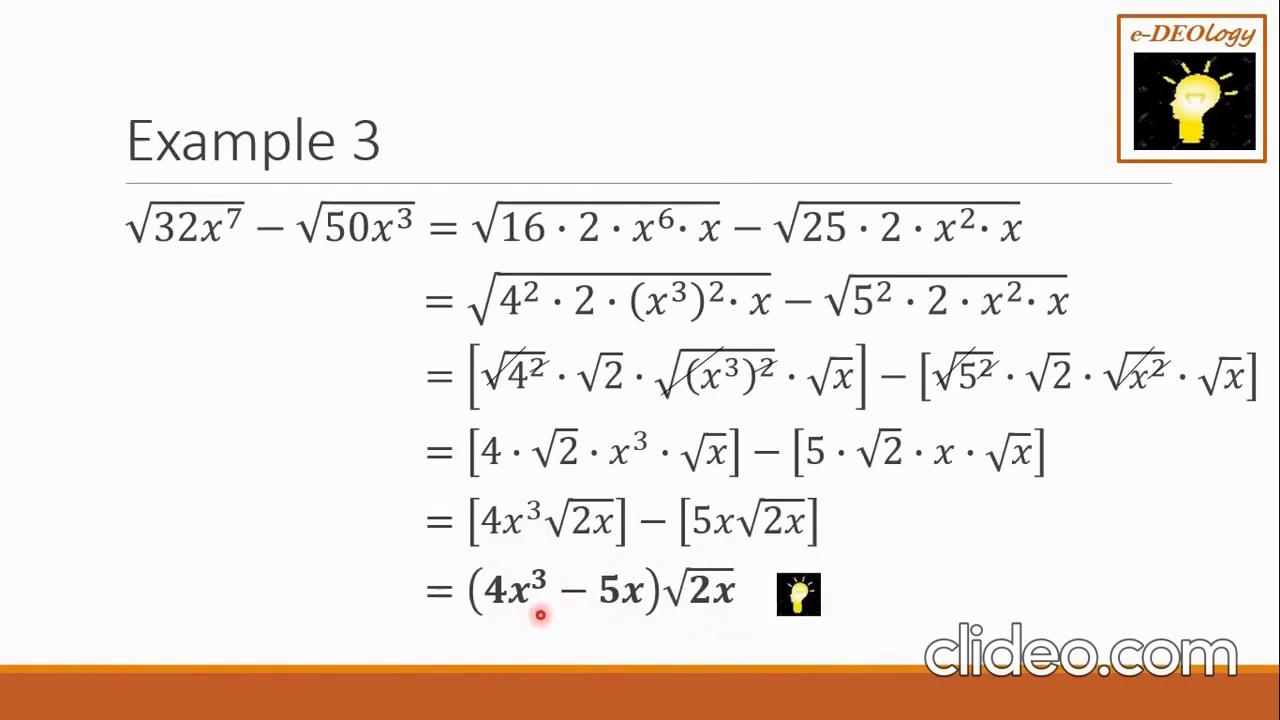 e-DEOlogy
Example 3
√32x⁷ − √50x³ = √16 · 2 · x⁶ · x − √25 · 2 · x² · x
= √4² · 2 · (x³)² · x − √5² · 2 · x² · x
= [√4² · √2 · √(x³)² · √x] − [√5² · √2 · √x² · √x]
= [4 · √2 · x³ · √x] − [5 · √2 · x · √x]
= [4x³√2x] − [5x√2x]
= (4x³ − 5x)√2x
clideo.com